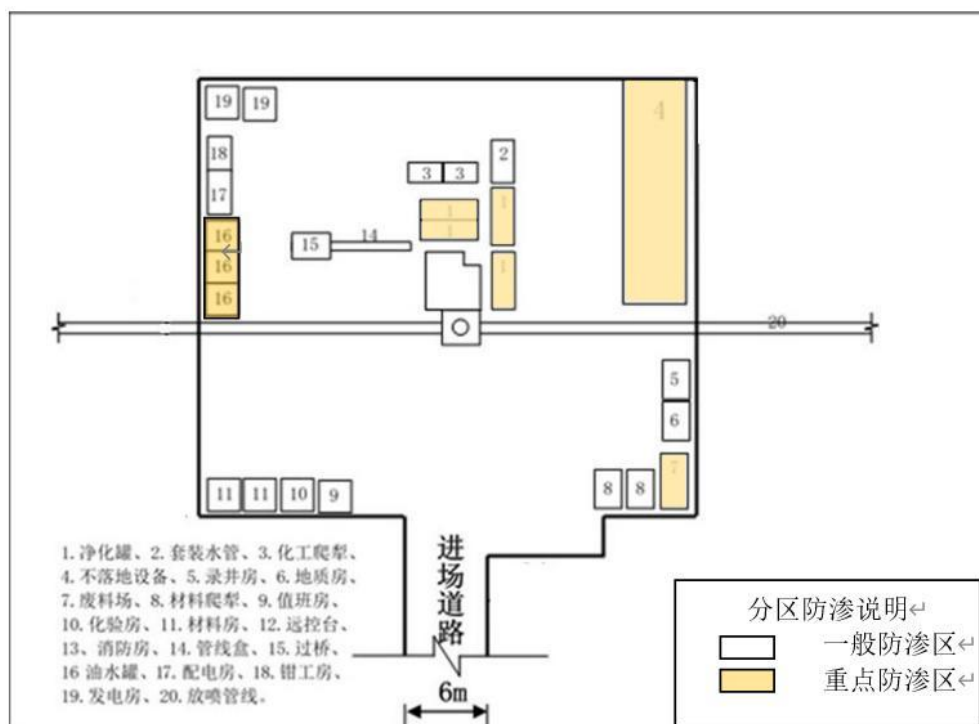 19 19
4
18
2
3 3
17
1
1
1
16
14
15
16
1
16
20
5
6
7
8 8
11 11 10 9
1.净化罐、2.套装水管、3.化工爬犁、
4.不落地设备、5.录井房、6.地质房、
7.废料场、8.材料爬犁、9.值班房、
10.化验房、11.材料房、12.远控台、
13、消防房、14.管线盒、15.过桥、
16 油水罐、17.配电房、18.钳工房、
19.发电房、20.放喷管线。
进场道路
6m
分区防渗说明↵
一般防渗区↵
重点防渗区↵